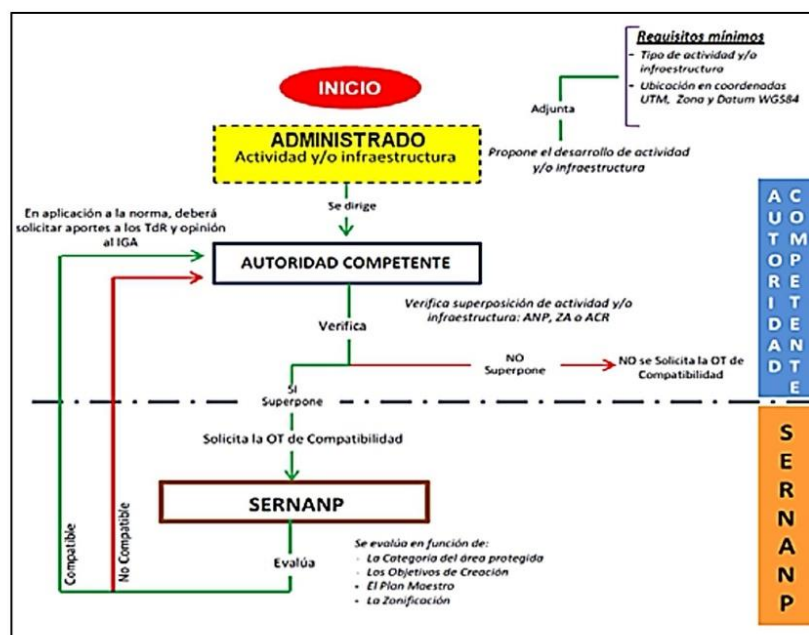 INICIO
Requisitos mínimos
- Tipo de actividad y/o
infraestructura
- Ubicación en coordenadas
UTM, Zona y Datum WGS84
Adjunta
ADMINISTRADO
Actividad y/o infraestructura
Propone el desarrollo de actividad
y/o infraestructura
Se dirige
En aplicación a la norma, deberá
solicitar aportes a los TdR y opinión
al IGA
AUTORIDAD COMPETENTE
Verifica superposición de actividad y/o
infraestructura: ANP, ZA o ACR
Verifica
NO
Superpone
NO se Solicita la OT de
Compatibilidad
SI
Superpone
Solicita la OT de Compatibilidad
SERNANP
Evalúa
Se evalúa en función de:
- La Categoría del área protegida
- Los Objetivos de Creación
- El Plan Maestro
- La Zonificación
Compatible
No Compatible
AUTORIDAD
COMPETENTE
SERNANP